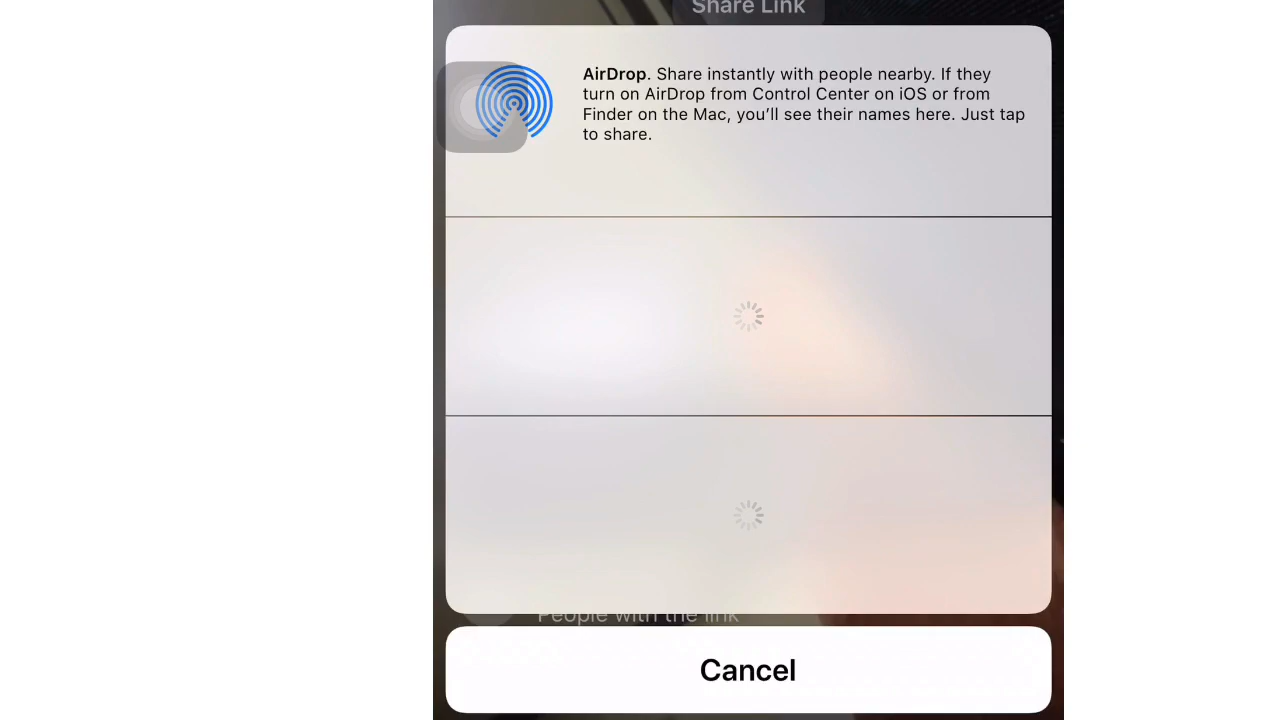 Share Link
AirDrop. Share instantly with people nearby. If they
turn on AirDrop from Control Center on iOS or from
Finder on the Mac, you’ll see their names here. Just tap
to share.
People with the link
Cancel